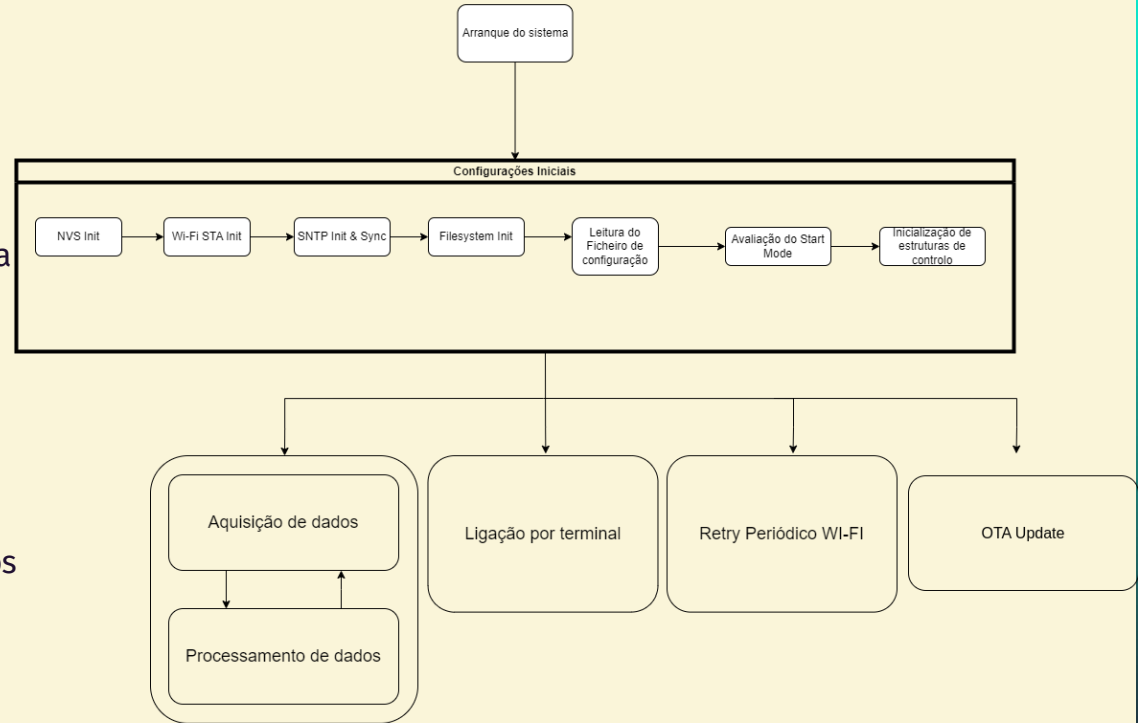 Arranque do sistema
Configurações Iniciais
NVS Init
Wi-Fi STA Init
SNTP Init & Sync
Filesystem Init
Leitura do
Ficheiro de
configuração
Avaliação do Start
Mode
Inicialização de
estruturas de
controlo
a
os
Aquisição de dados
Processamento de dados
Ligação por terminal
Retry Periódico WI-FI
OTA Update